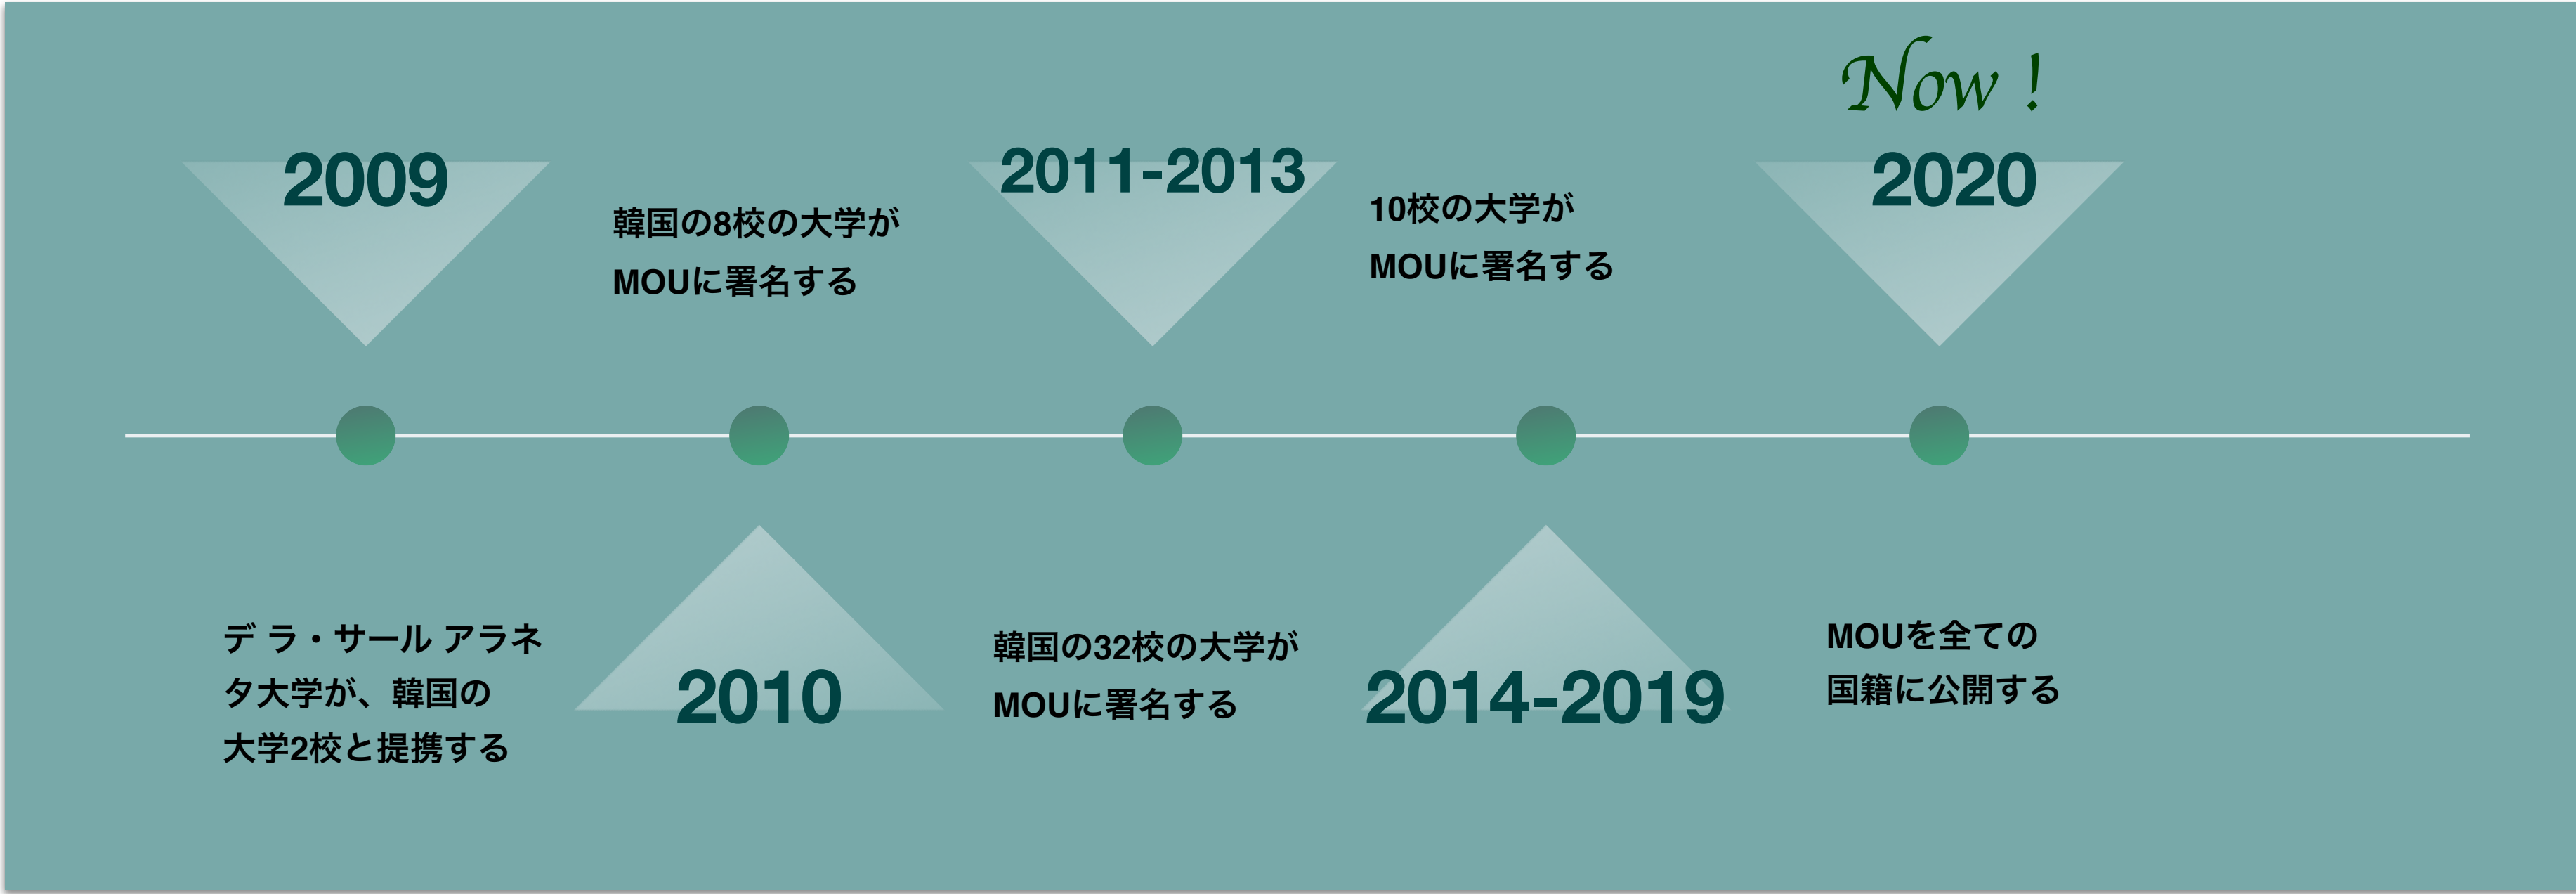 2009
デ ラ・サール アラネ
タ大学が、韓国の
大学2校と提携する
韓国の8校の大学が
MOUに署名する
2010
2011-2013
韓国の32校の大学が
MOUに署名する
10校の大学が
MOUに署名する
2014-2019
Now !
2020
MOUを全ての
国籍に公開する